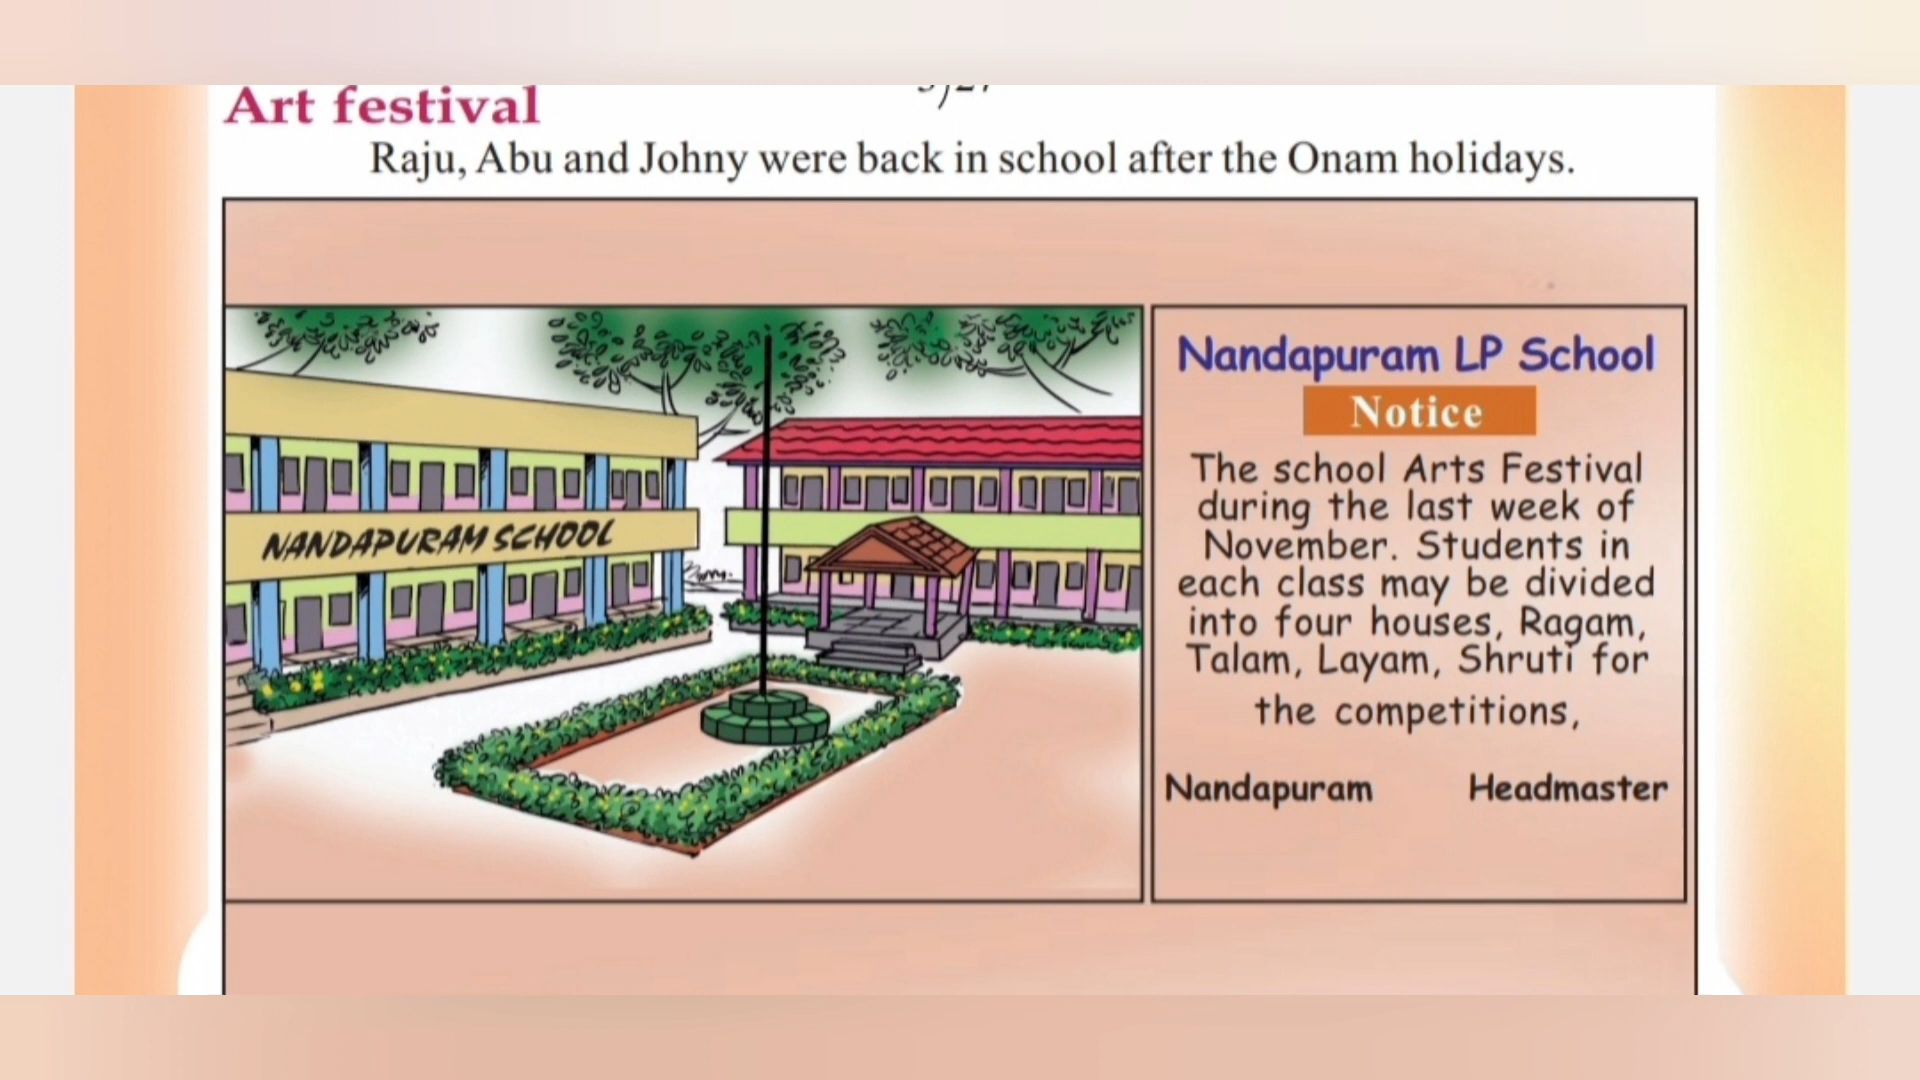 Art festival
Raju, Abu and Johny were back in school after the Onam holidays.
NANDAPURAM SCHOOL
Nandapuram LP School
Notice
The school Arts Festival
during the last week of
November. Students in
each class may be divided
into four houses, Ragam,
Talam, Layam, Shruti for
the competitions,
Nandapuram Headmaster